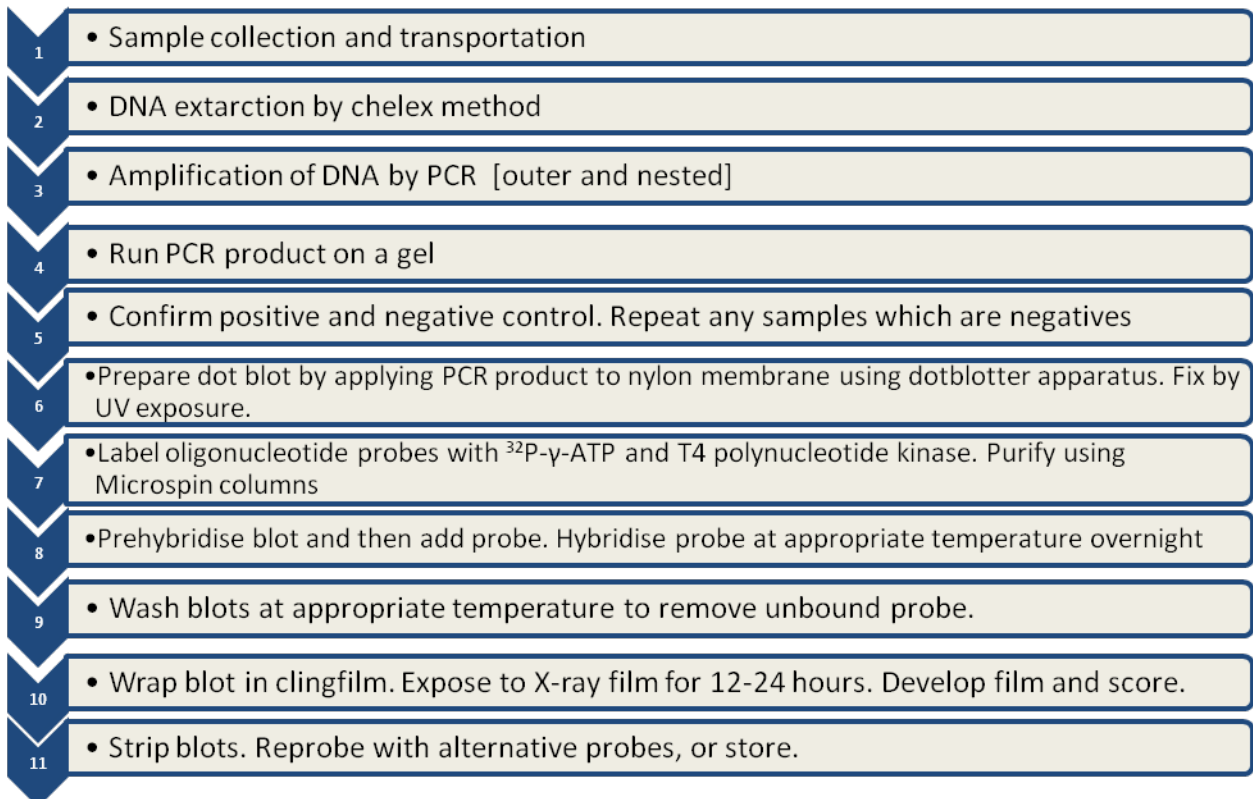 1
• Sample collection and transportation
2
• DNA extarction by chelex method
3
• Amplification of DNA by PCR [outer and nested]
4
• Run PCR product on a gel
5
• Confirm positive and negative control. Repeat any samples which are negatives
6
•Prepare dot blot by applying PCR product to nylon membrane using dotblotter apparatus. Fix by
UV exposure.
7
•Label oligonucleotide probes with ³²P-γ-ATP and T4 polynucleotide kinase. Purify using
Microspin columns
8
•Prehybridise blot and then add probe. Hybridise probe at appropriate temperature overnight
9
• Wash blots at appropriate temperature to remove unbound probe.
10
• Wrap blot in clingfilm. Expose to X-ray film for 12-24 hours. Develop film and score.
11
• Strip blots. Reprobe with alternative probes, or store.